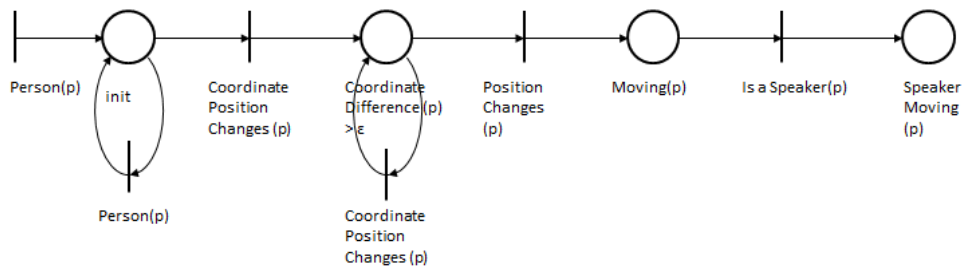 Person(p)
init
Coordinate
Position
Changes (p)
Coordinate
Difference (p)
> ε
Position
Changes
(p)
Moving(p)
Is a Speaker(p)
Speaker
Moving
(p)
Person(p)
Coordinate
Position
Changes (p)